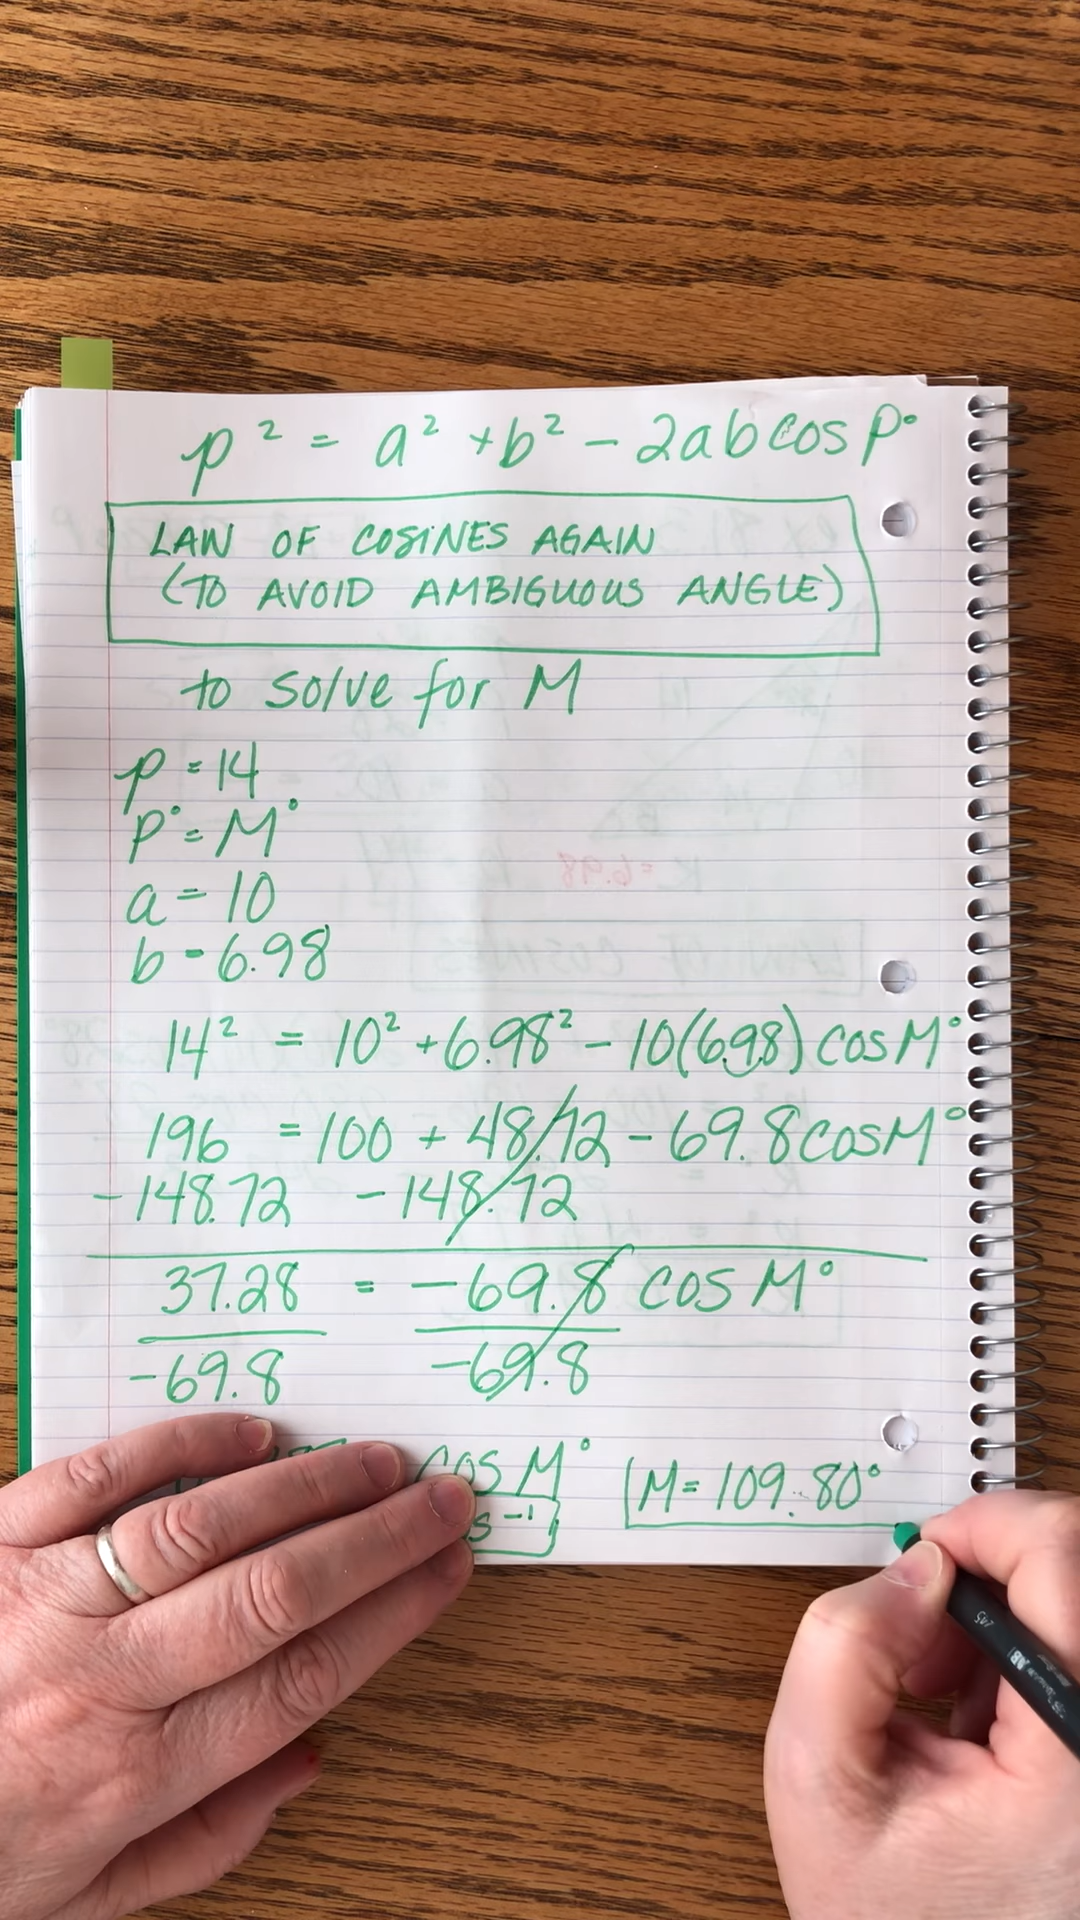 p² = a² + b² - 2ab cos p°
LAW OF COSINES AGAIN
(TO AVOID AMBIGUOUS ANGLE)
to solve for M
p = 14
p° = M°
a = 10
b = 6.98
14² = 10² + 6.98² - 10(6.98) cos M°
196 = 100 + 48.72 - 69.8 cos M°
-148.72 -148.72
37.28 = -69.8 cos M°
-69.8 -69.8
cos M°
M = 109.80°